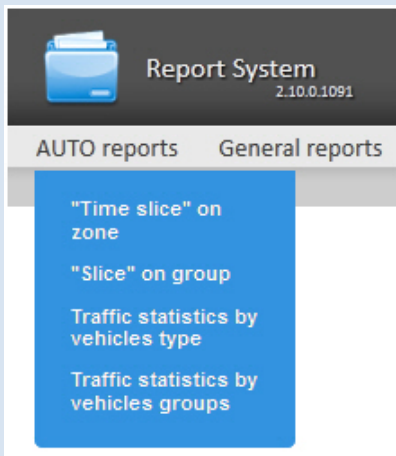 Report System
2.10.0.1091
AUTO reports General reports
"Time slice" on
zone
"Slice" on group
Traffic statistics by
vehicles type
Traffic statistics by
vehicles groups